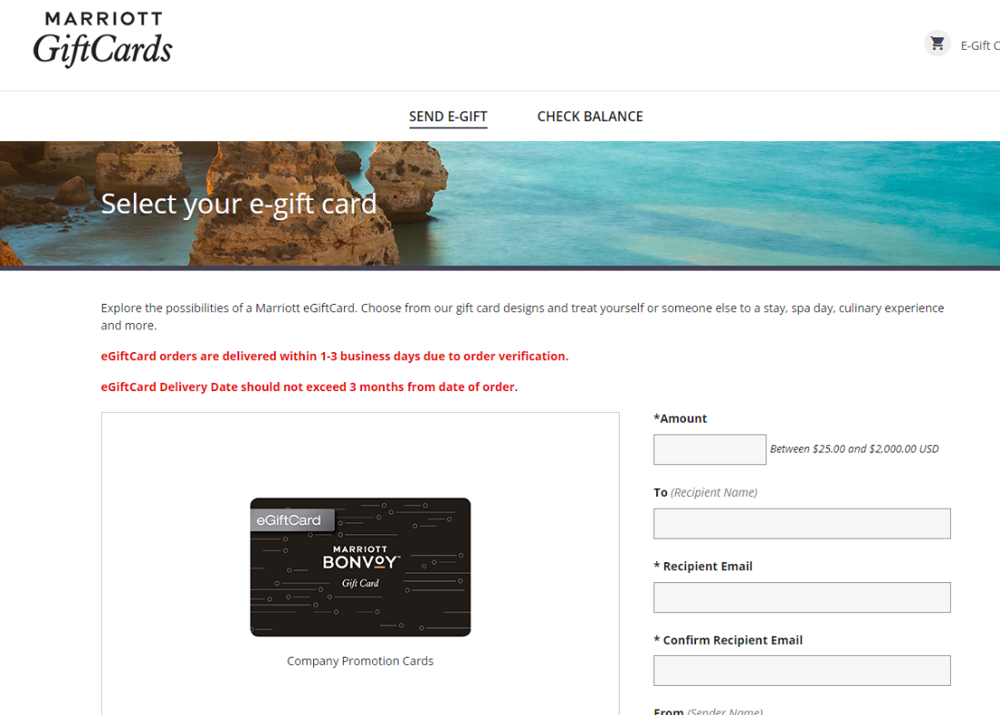 MARRIOTT
GiftCards
E-Gift C
SEND E-GIFT
CHECK BALANCE
Select your e-gift card
Explore the possibilities of a Marriott eGiftCard. Choose from our gift card designs and treat yourself or someone else to a stay, spa day, culinary experience
and more.
eGiftCard orders are delivered within 1-3 business days due to order verification.
eGiftCard Delivery Date should not exceed 3 months from date of order.
eGiftCard
MARRIOTT
BONVOY™
Gift Card
Company Promotion Cards
*Amount
Between $25.00 and $2,000.00 USD
To (Recipient Name)
* Recipient Email
* Confirm Recipient Email
From (Sender Name)